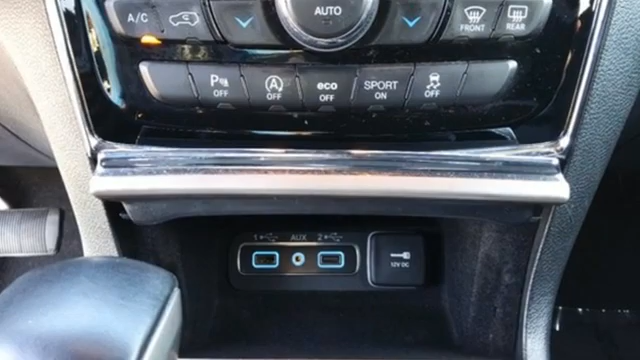 A/C AUTO FRONT REAR
P OFF A OFF eco OFF SPORT ON OFF
1 AUX 2
12V DC